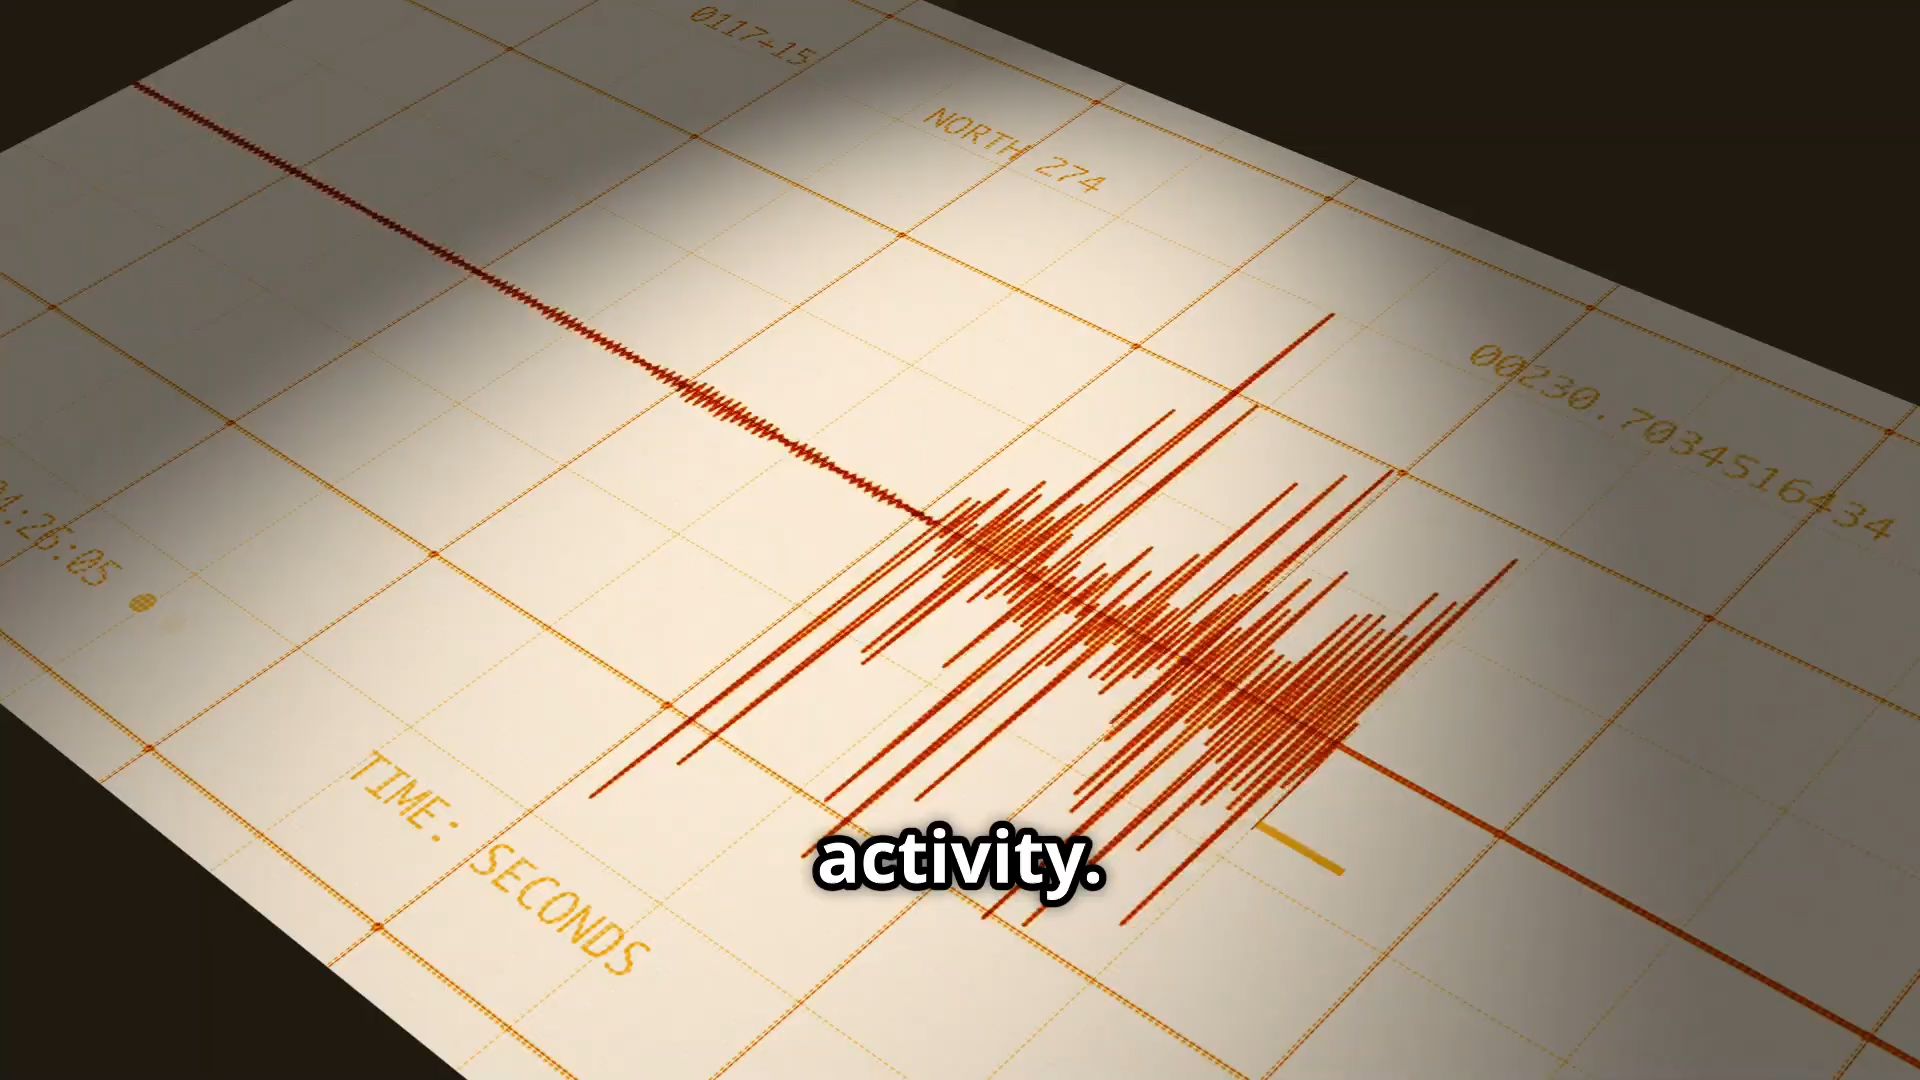 0117+15
NORTH 274
00230.7034516434
4:26:05
TIME: SECONDS
activity.